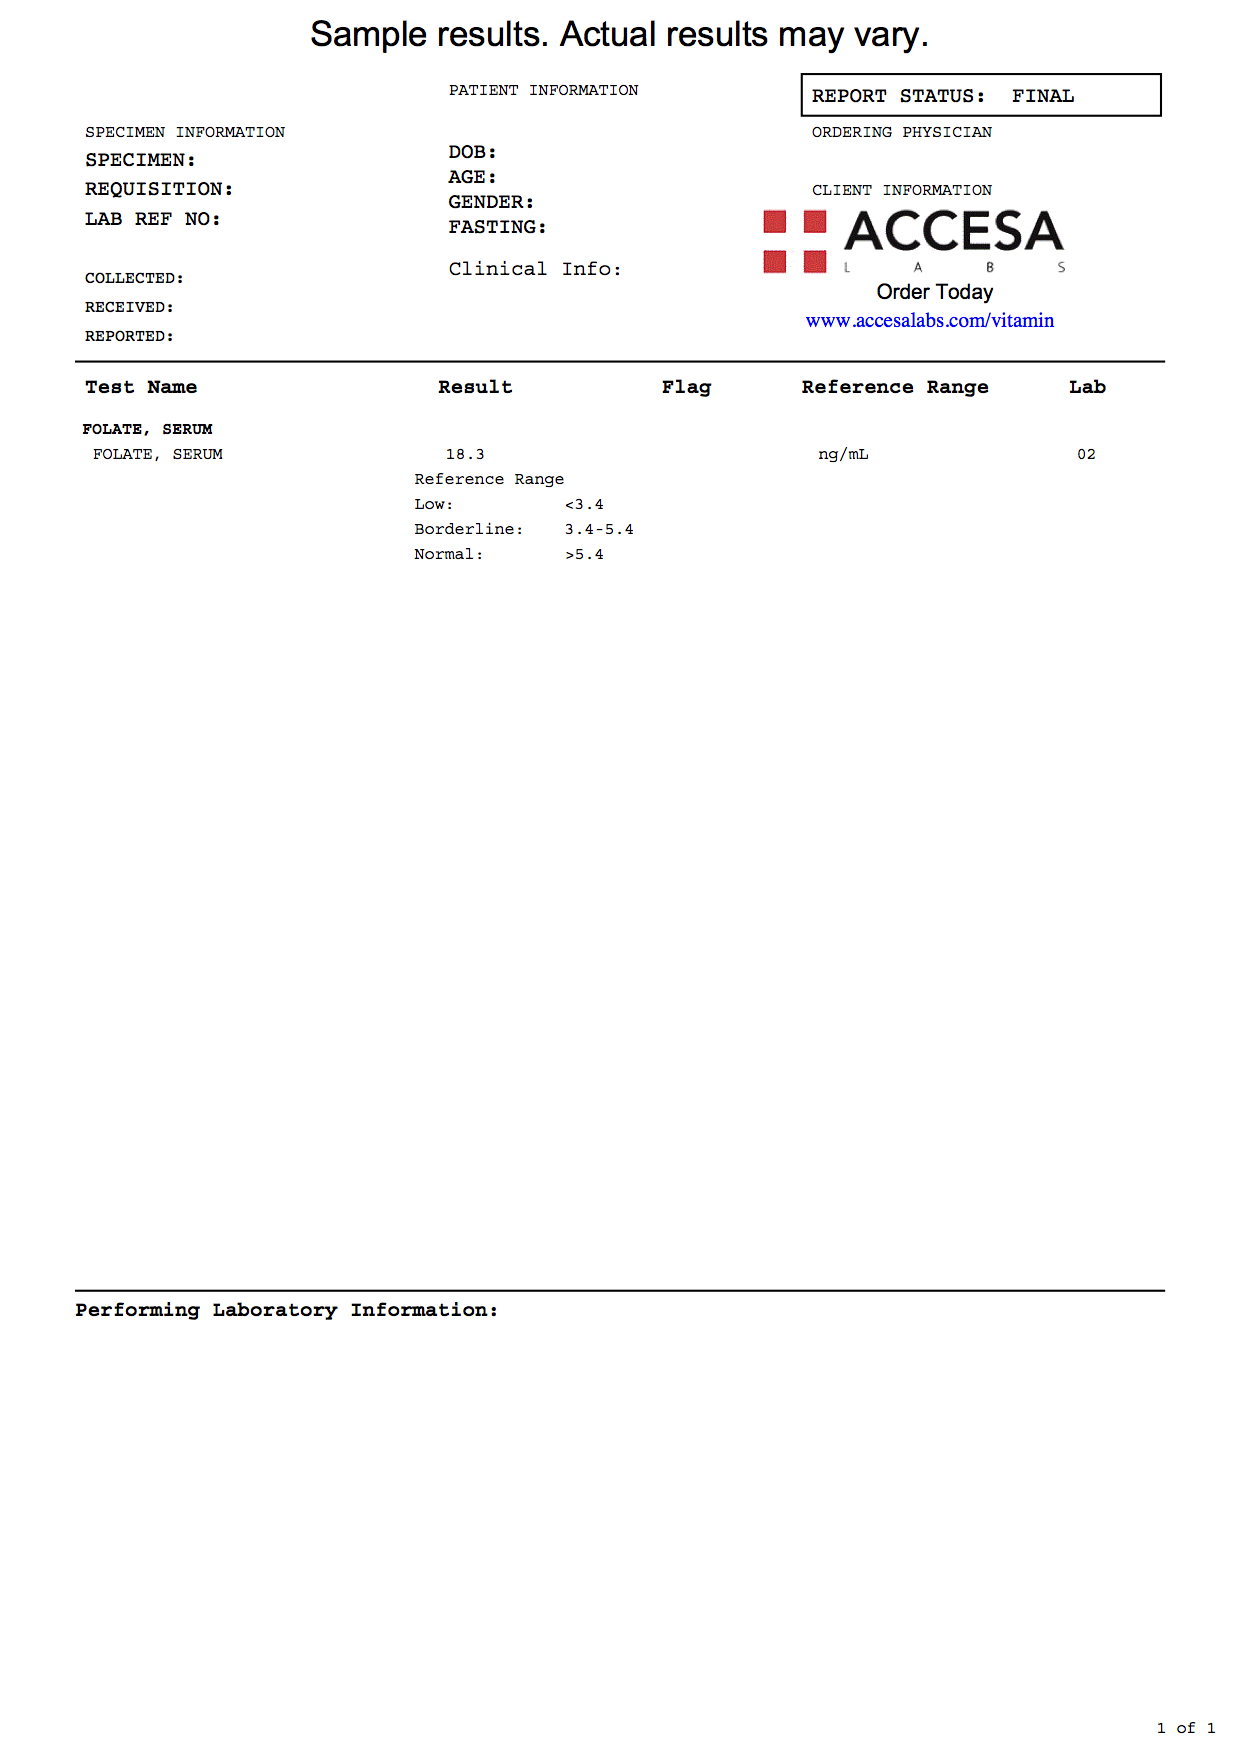 Sample results. Actual results may vary.
PATIENT INFORMATION
REPORT STATUS: FINAL
SPECIMEN INFORMATION
SPECIMEN:
REQUISITION:
LAB REF NO:
COLLECTED:
RECEIVED:
REPORTED:
DOB:
AGE:
GENDER:
FASTING:
Clinical Info:
ORDERING PHYSICIAN
CLIENT INFORMATION
ACCESA
LABS
Order Today
www.accesalabs.com/vitamin
Test Name Result Flag Reference Range Lab
FOLATE, SERUM
FOLATE, SERUM 18.3 ng/mL 02
Reference Range
Low: <3.4
Borderline: 3.4-5.4
Normal: >5.4
Performing Laboratory Information:
1 of 1